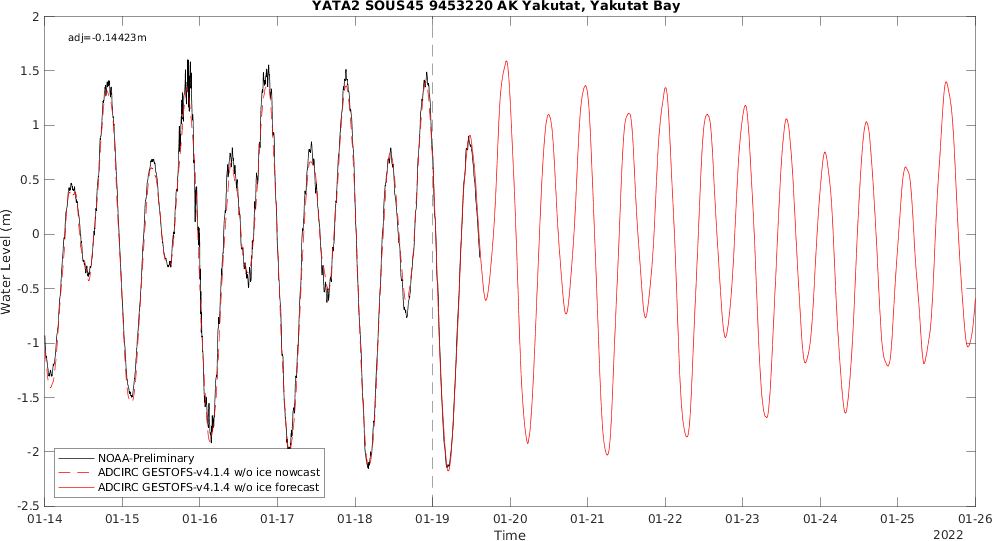 YATA2 SOUS45 9453220 AK Yakutat, Yakutat Bay
adj=-0.14423m
Water Level (m)
2
1.5
1
0.5
0
-0.5
-1
-1.5
-2
-2.5
NOAA-Preliminary
ADCIRC GESTOFS-v4.1.4 w/o ice nowcast
ADCIRC GESTOFS-v4.1.4 w/o ice forecast
01-14 01-15 01-16 01-17 01-18 01-19 01-20 01-21 01-22 01-23 01-24 01-25 01-26
Time
2022